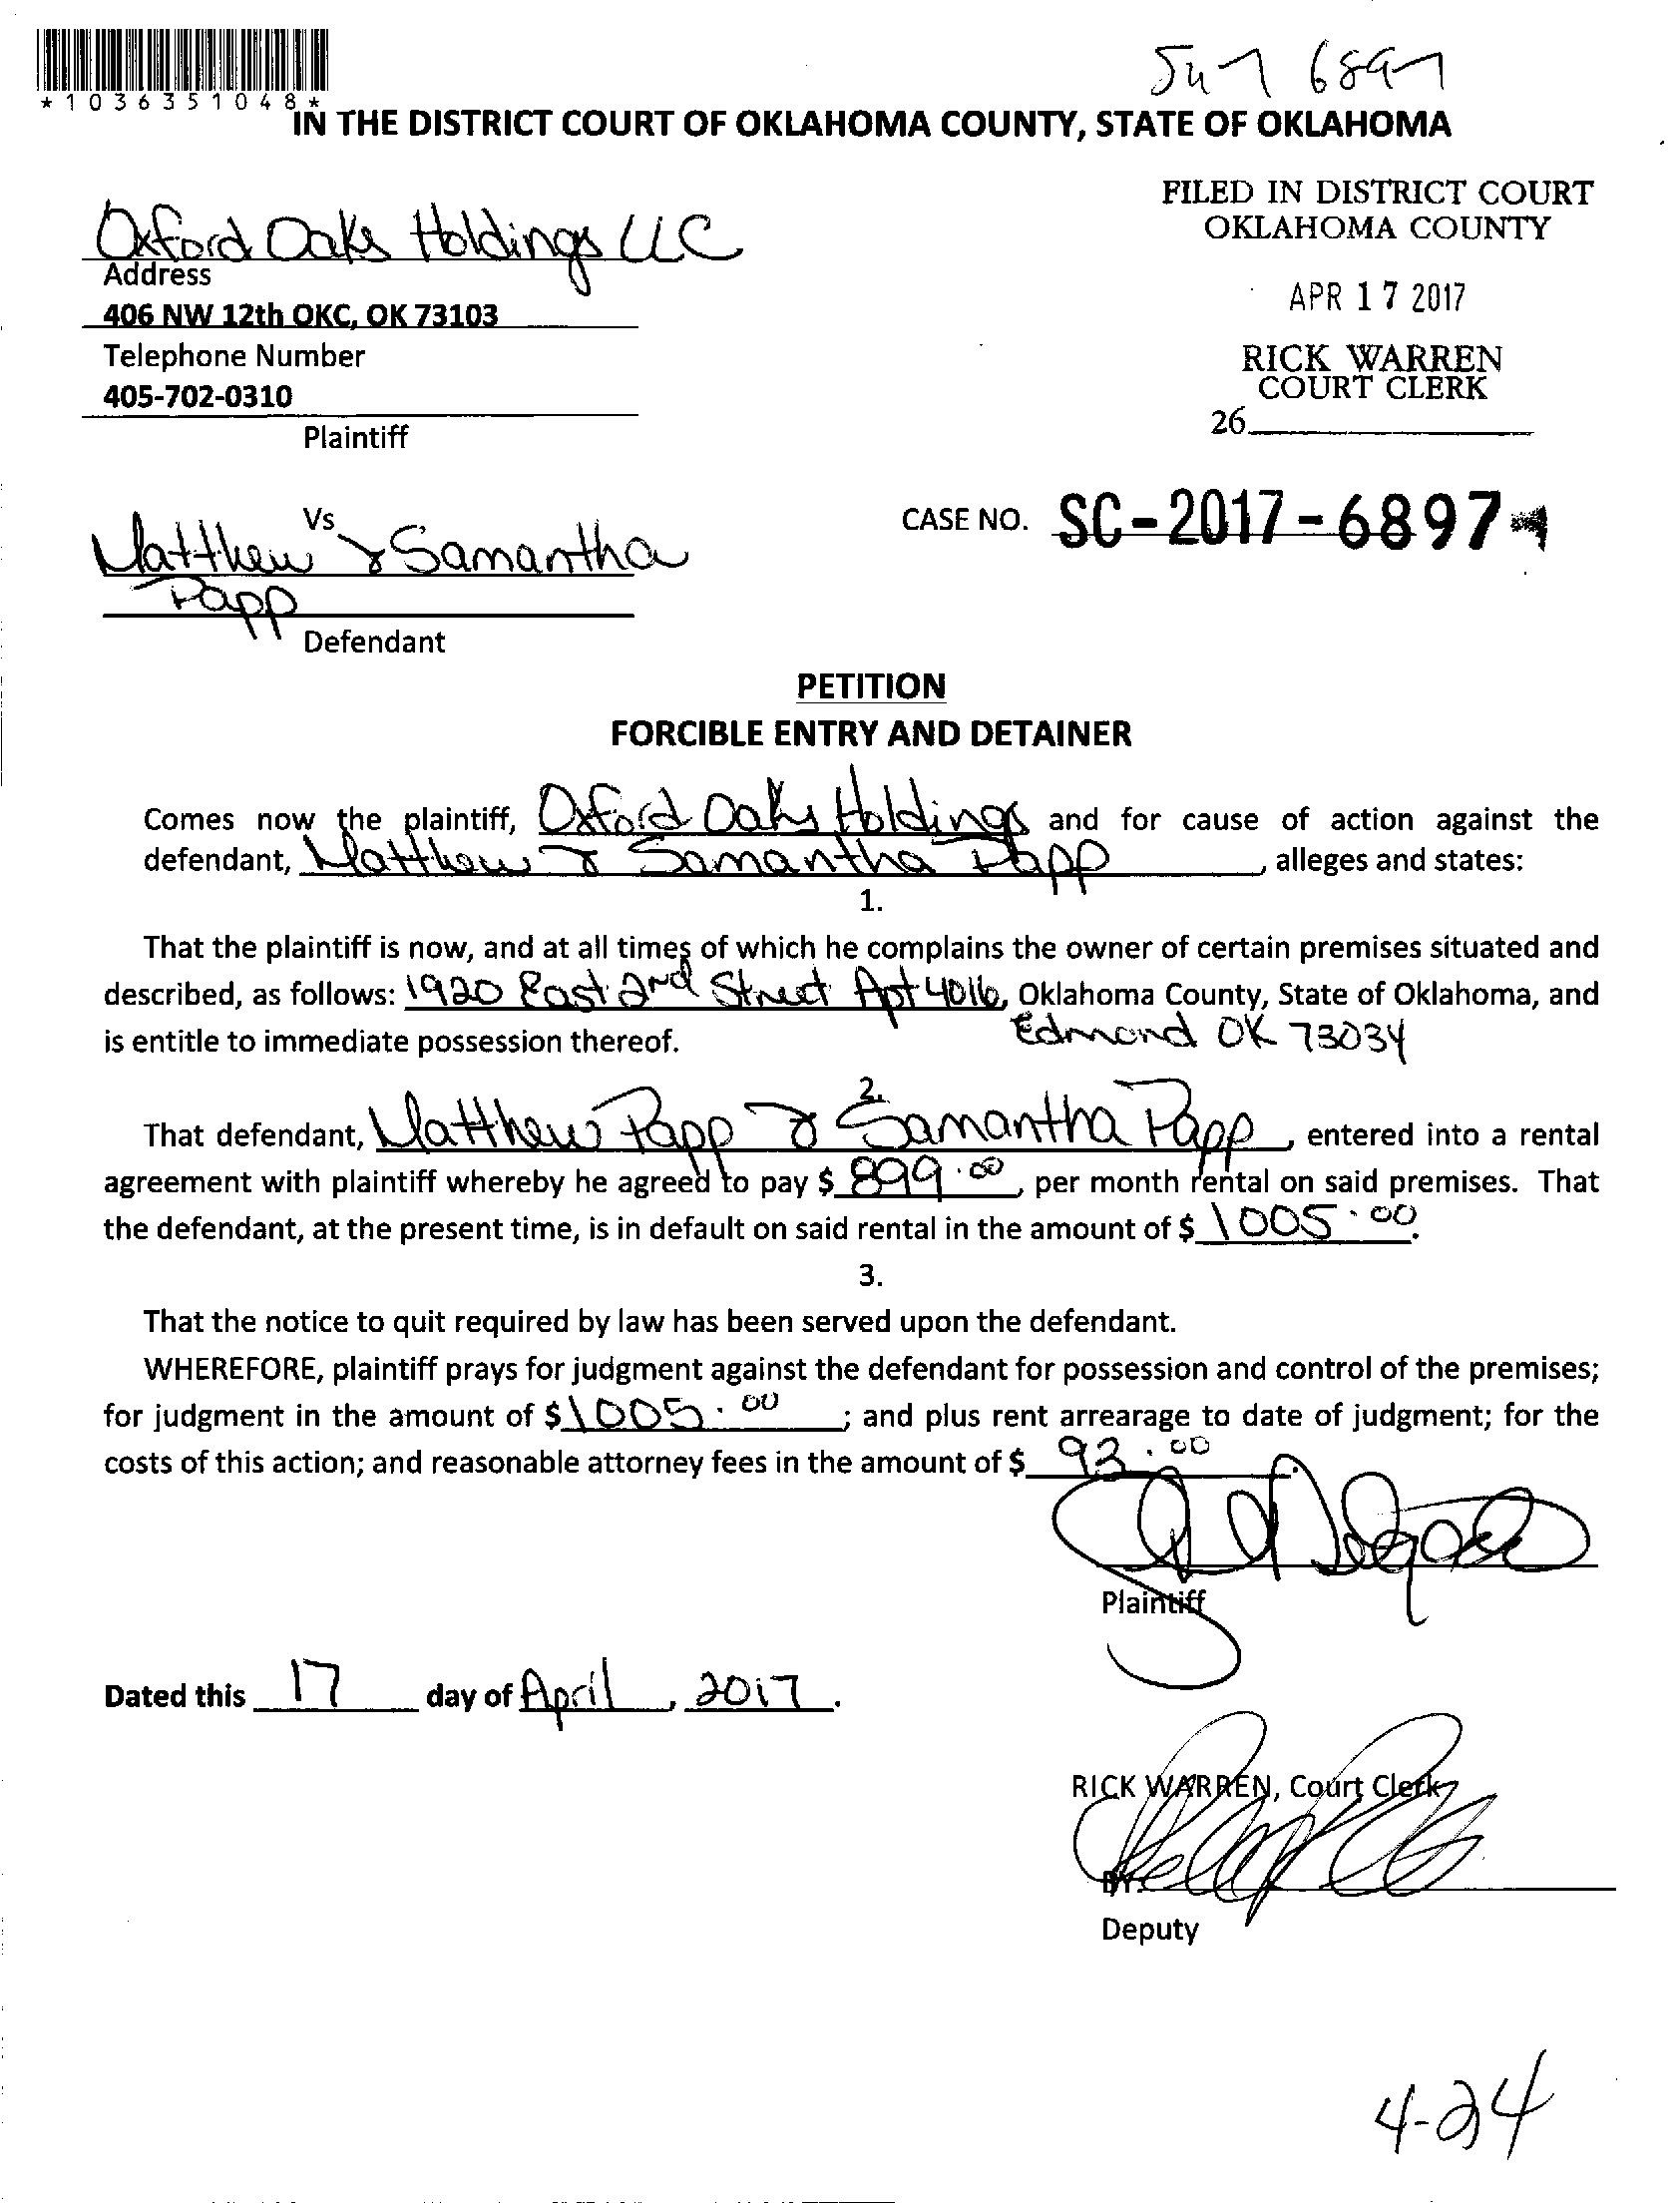 *1036351048*
IN THE DISTRICT COURT OF OKLAHOMA COUNTY, STATE OF OKLAHOMA
Oxford Oaks Holdings LLC
Address
406 NW 12th OKC, OK 73103
Telephone Number
405-702-0310
Plaintiff
FILED IN DISTRICT COURT
OKLAHOMA COUNTY
APR 17 2017
RICK WARREN
COURT CLERK
26
Vs
Matthew & Samantha
Papp
Defendant
CASE NO. SC-2017-6897
PETITION
FORCIBLE ENTRY AND DETAINER
Comes now the plaintiff, Oxford Oaks Holdings and for cause of action against the
defendant, Matthew & Samantha Papp, alleges and states:
1.
That the plaintiff is now, and at all times of which he complains the owner of certain premises situated and
described, as follows: 1920 East 2nd Street Apt 4016, Oklahoma County, State of Oklahoma, and
is entitle to immediate possession thereof. Edmond OK 73034
2.
That defendant, Matthew Papp & Samantha Papp, entered into a rental
agreement with plaintiff whereby he agreed to pay $ 899.00, per month rental on said premises. That
the defendant, at the present time, is in default on said rental in the amount of $ 1005.00.
3.
That the notice to quit required by law has been served upon the defendant.
WHEREFORE, plaintiff prays for judgment against the defendant for possession and control of the premises;
for judgment in the amount of $ 1005.00 ; and plus rent arrearage to date of judgment; for the
costs of this action; and reasonable attorney fees in the amount of $ 93.00.
Plaintiff
Dated this 17 day of April, 2017.
RICK WARREN, Court Clerk
BY:
Deputy
4-24